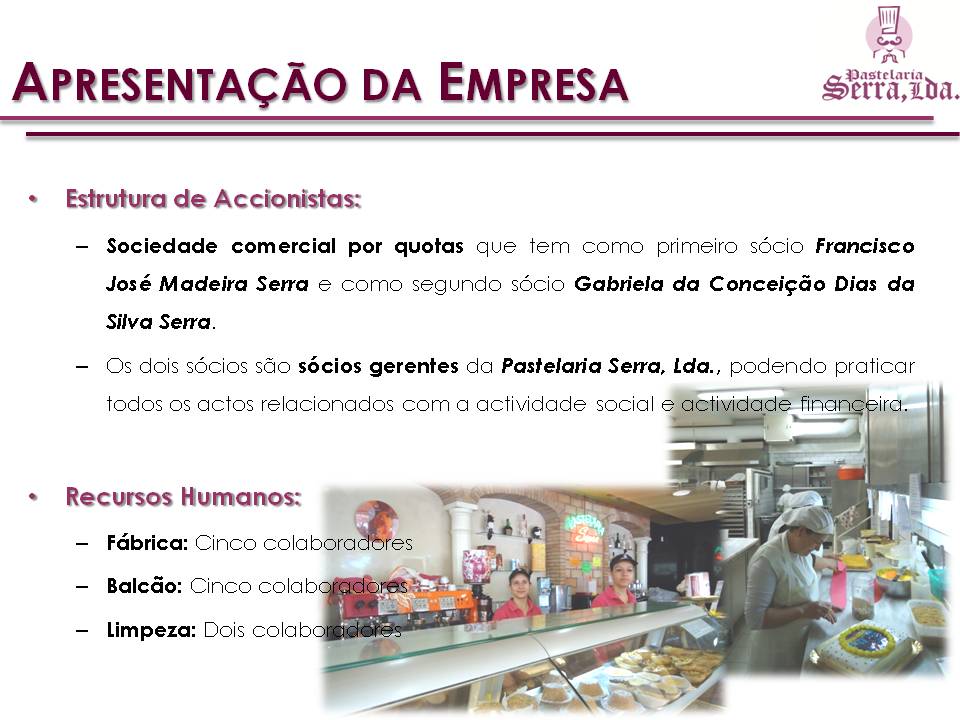 APRESENTAÇÃO DA EMPRESA
Pastelaria
Serra, Lda.
• Estrutura de Accionistas:
– Sociedade comercial por quotas que tem como primeiro sócio Francisco
José Madeira Serra e como segundo sócio Gabriela da Conceição Dias da
Silva Serra.
– Os dois sócios são sócios gerentes da Pastelaria Serra, Lda., podendo praticar
todos os actos relacionados com a actividade social e actividade financeira.
• Recursos Humanos:
– Fábrica: Cinco colaboradores
– Balcão: Cinco colaboradores
– Limpeza: Dois colaboradores